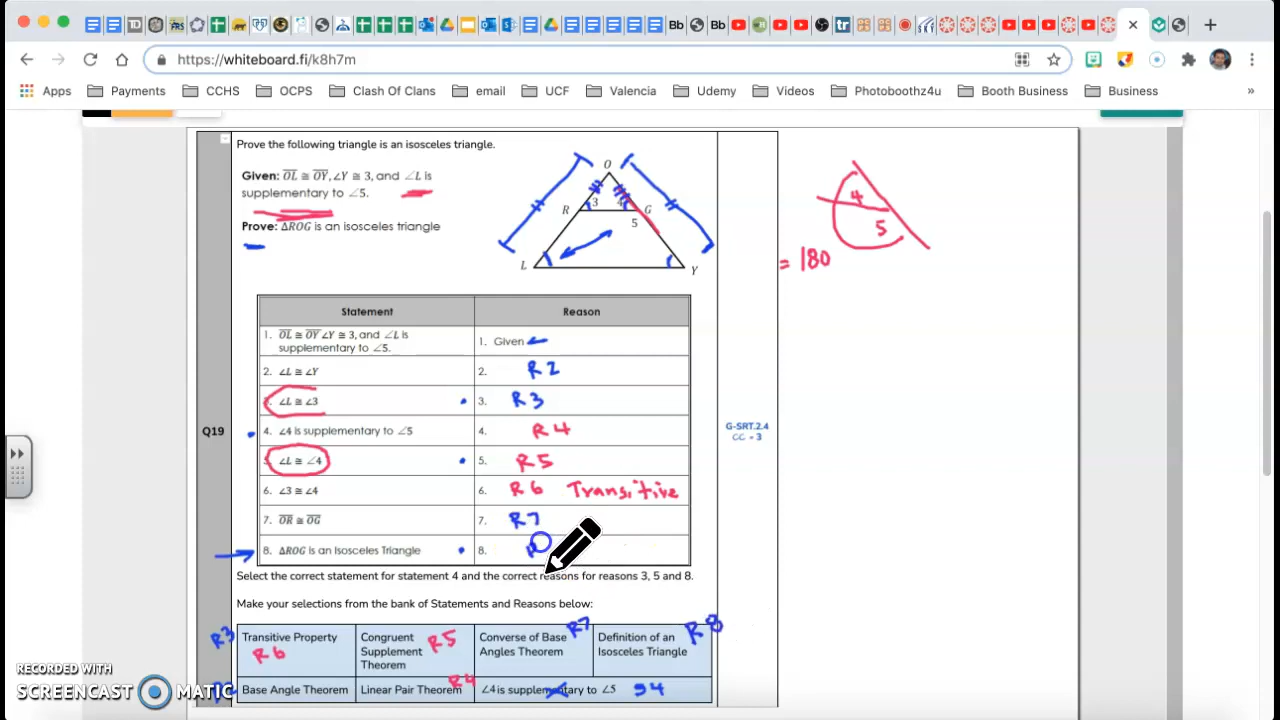 Bb
Bb
tr
https://whiteboard.fi/k8h7m
Apps Payments CCHS OCPS Clash Of Clans email UCF Valencia Udemy Videos Photoboothz4u Booth Business Business »
Prove the following triangle is an isosceles triangle.
Given: OL ≅ OY, ∠Y ≅ 3, and ∠L is
supplementary to ∠5.
Prove: ΔROG is an isosceles triangle
O
R 3 4 G
5
L Y
4
5
= 180
Statement Reason
1. OL ≅ OY ∠Y ≅ 3, and ∠L is
supplementary to ∠5.
1. Given
2. ∠L ≅ ∠Y 2. R2
∠L ≅ ∠3 3. R3
4. ∠4 is supplementary to ∠5 4. R4
∠L ≅ ∠4 5. R5
6. ∠3 ≅ ∠4 6. R6 Transitive
7. OR ≅ OG 7. R7
8. ΔROG is an Isosceles Triangle 8.
Q19
G-SRT.2.4
CC - 3
Select the correct statement for statement 4 and the correct reasons for reasons 3, 5 and 8.
Make your selections from the bank of Statements and Reasons below:
R3 Transitive Property R6
Congruent
Supplement
Theorem
R5
Converse of Base
Angles Theorem
R7
Definition of an
Isosceles Triangle
R8
Base Angle Theorem
Linear Pair Theorem R4
∠4 is supplementary to ∠5 S4
RECORDED WITH
SCREENCAST MATIC